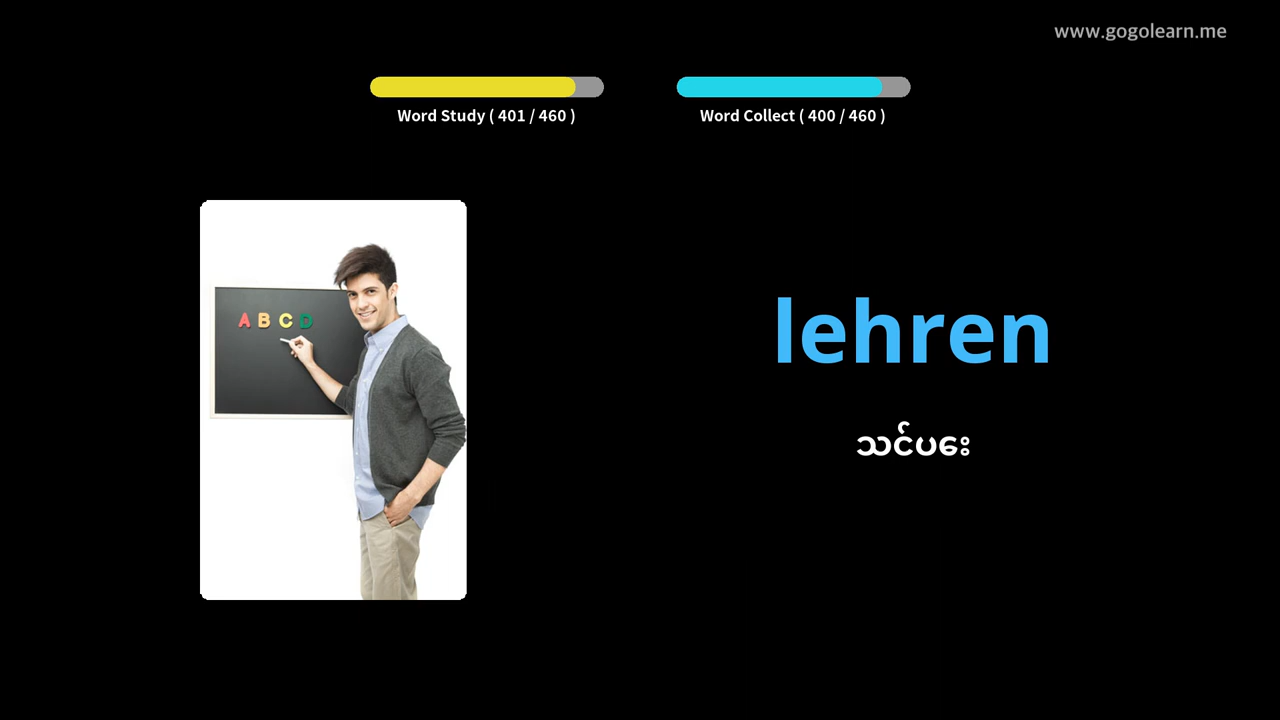 www.gogolearn.me
Word Study ( 401 / 460 )
Word Collect ( 400 / 460 )
A B C D
lehren
သင်ပေး